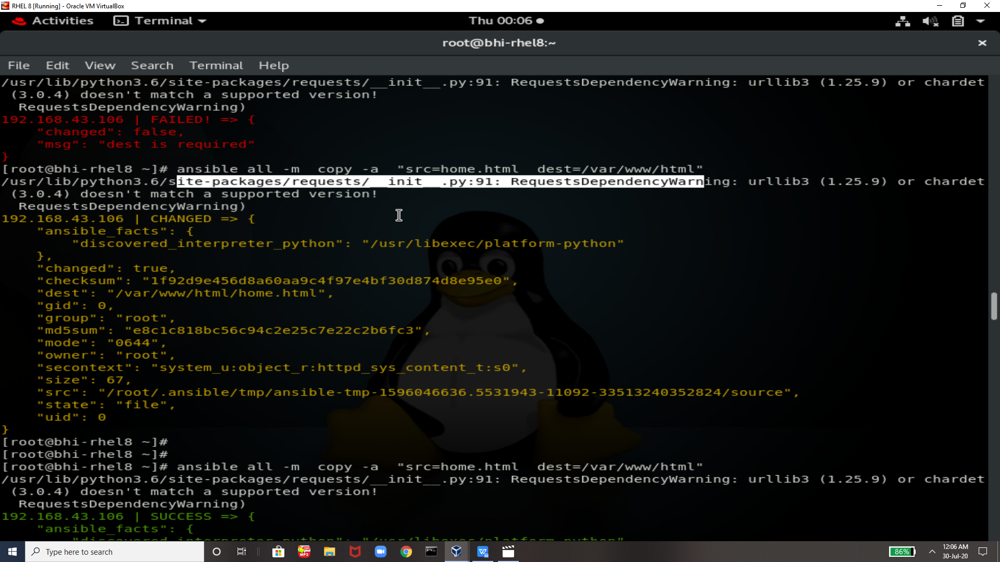 RHEL 8 [Running] - Oracle VM VirtualBox
Activities Terminal Thu 00:06
root@bhi-rhel8:~
File Edit View Search Terminal Help
/usr/lib/python3.6/site-packages/requests/__init__.py:91: RequestsDependencyWarning: urllib3 (1.25.9) or chardet
(3.0.4) doesn't match a supported version!
RequestsDependencyWarning)
192.168.43.106 | FAILED! => {
"changed": false,
"msg": "dest is required"
}
[root@bhi-rhel8 ~]# ansible all -m  copy -a  "src=home.html  dest=/var/www/html"
/usr/lib/python3.6/site-packages/requests/__init__.py:91: RequestsDependencyWarning: urllib3 (1.25.9) or chardet
(3.0.4) doesn't match a supported version!
RequestsDependencyWarning)
192.168.43.106 | CHANGED => {
"ansible_facts": {
"discovered_interpreter_python": "/usr/libexec/platform-python"
},
"changed": true,
"checksum": "1f92d9e456d8a60aa9c4f97e4bf30d874d8e95e0",
"dest": "/var/www/html/home.html",
"gid": 0,
"group": "root",
"md5sum": "e8c1c818bc56c94c2e25c7e22c2b6fc3",
"mode": "0644",
"owner": "root",
"secontext": "system_u:object_r:httpd_sys_content_t:s0",
"size": 67,
"src": "/root/.ansible/tmp/ansible-tmp-1596046636.5531943-11092-33513240352824/source",
"state": "file",
"uid": 0
}
[root@bhi-rhel8 ~]#
[root@bhi-rhel8 ~]#
[root@bhi-rhel8 ~]# ansible all -m  copy -a  "src=home.html  dest=/var/www/html"
/usr/lib/python3.6/site-packages/requests/__init__.py:91: RequestsDependencyWarning: urllib3 (1.25.9) or chardet
(3.0.4) doesn't match a supported version!
RequestsDependencyWarning)
192.168.43.106 | SUCCESS => {
"ansible_facts": {
"discovered_interpreter_python": "/usr/libexec/platform-python"
Type here to search
MP3
86%
12:06 AM
30-Jul-20